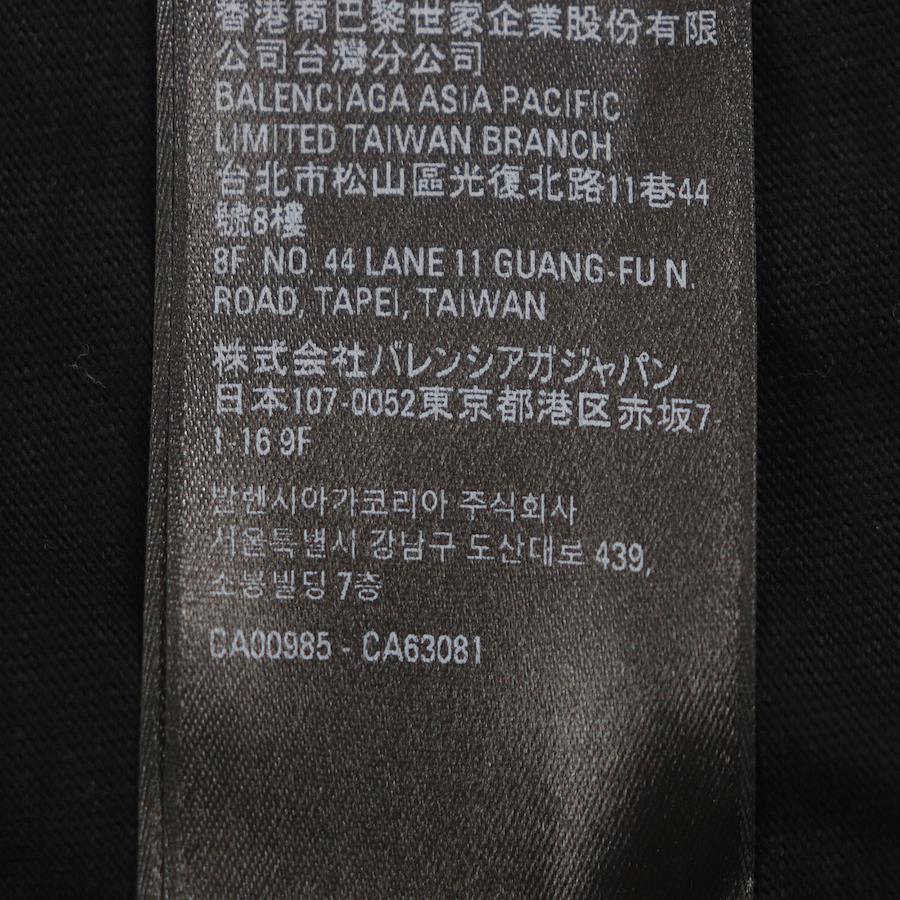 香港商巴黎世家企業股份有限
公司台灣分公司
BALENCIAGA ASIA PACIFIC
LIMITED TAIWAN BRANCH
台北市松山區光復北路11巷44
號8樓
8F NO. 44 LANE 11 GUANG-FU N.
ROAD, TAPEI, TAIWAN
株式会社バレンシアガジャパン
日本107-0052東京都港区赤坂7-
1-16 9F
발렌시아가코리아 주식회사
서울특별시 강남구 도산대로 439,
소봉빌딩 7층
CA00985 - CA63081